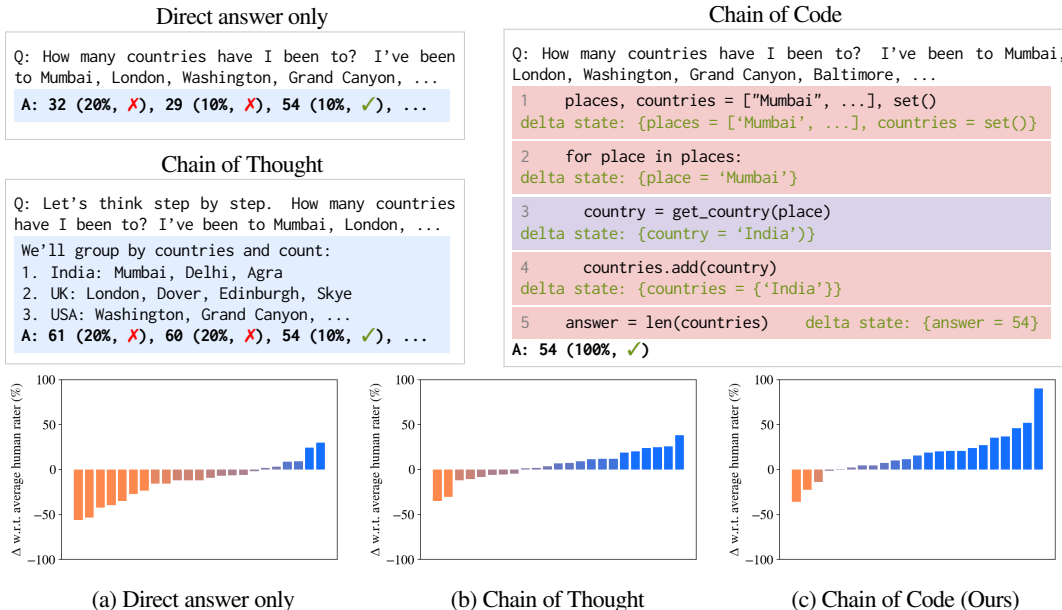 Direct answer only
Q: How many countries have I been to? I've been
to Mumbai, London, Washington, Grand Canyon, ...
A: 32 (20%, ✗), 29 (10%, ✗), 54 (10%, ✓), ...
Chain of Thought
Q: Let's think step by step. How many countries
have I been to? I've been to Mumbai, London, ...
We'll group by countries and count:
1. India: Mumbai, Delhi, Agra
2. UK: London, Dover, Edinburgh, Skye
3. USA: Washington, Grand Canyon, ...
A: 61 (20%, ✗), 60 (20%, ✗), 54 (10%, ✓), ...
Chain of Code
Q: How many countries have I been to? I've been to Mumbai,
London, Washington, Grand Canyon, Baltimore, ...
1 places, countries = ["Mumbai", ...], set()
delta state: {places = ['Mumbai', ...], countries = set()}
2 for place in places:
delta state: {place = 'Mumbai'}
3 country = get_country(place)
delta state: {country = 'India')}
4 countries.add(country)
delta state: {countries = {'India'}}
5 answer = len(countries) delta state: {answer = 54}
A: 54 (100%, ✓)
Δ w.r.t. average human rater (%)
100
50
0
−50
−100
(a) Direct answer only
Δ w.r.t. average human rater (%)
100
50
0
−50
−100
(b) Chain of Thought
Δ w.r.t. average human rater (%)
100
50
0
−50
−100
(c) Chain of Code (Ours)